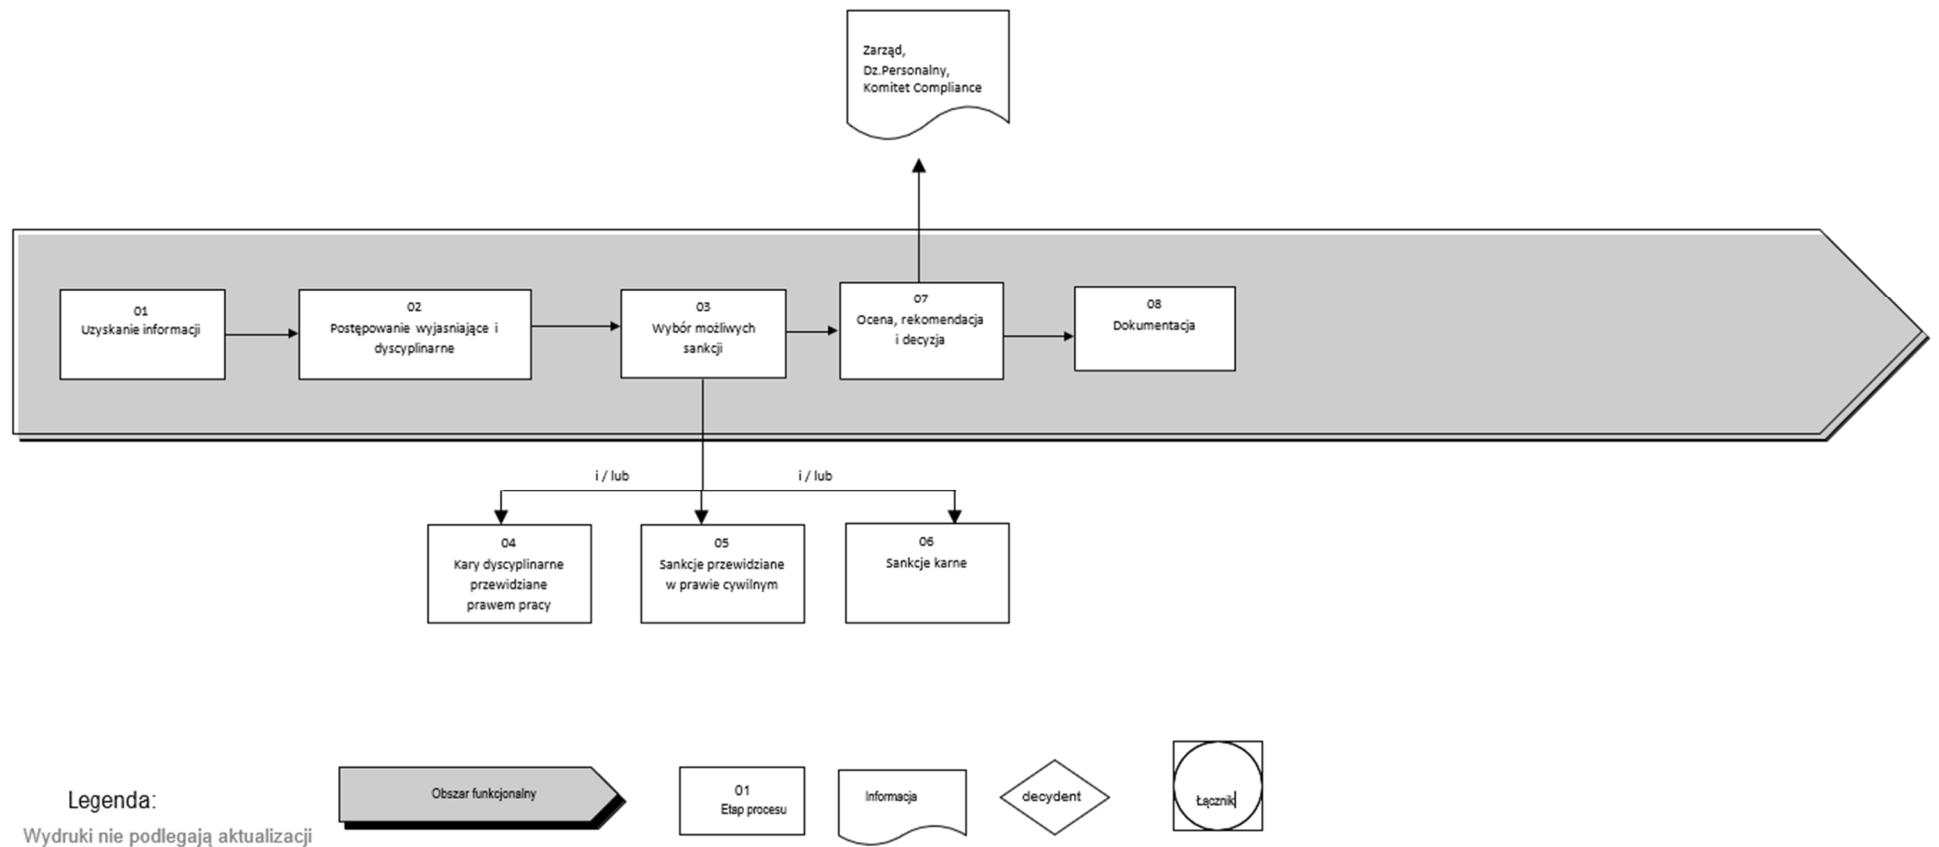 Zarząd,
Dz.Personalny,
Komitet Compliance
01
Uzyskanie informacji
02
Postępowanie wyjasniające i
dyscyplinarne
03
Wybór możliwych
sankcji
07
Ocena, rekomendacja
i decyzja
08
Dokumentacja
i / lub
i / lub
04
Kary dyscyplinarne
przewidziane
prawem pracy
05
Sankcje przewidziane
w prawie cywilnym
06
Sankcje karne
Legenda:
Obszar funkcjonalny
01
Etap procesu
Informacja
decydent
Łącznik
Wydruki nie podlegają aktualizacji